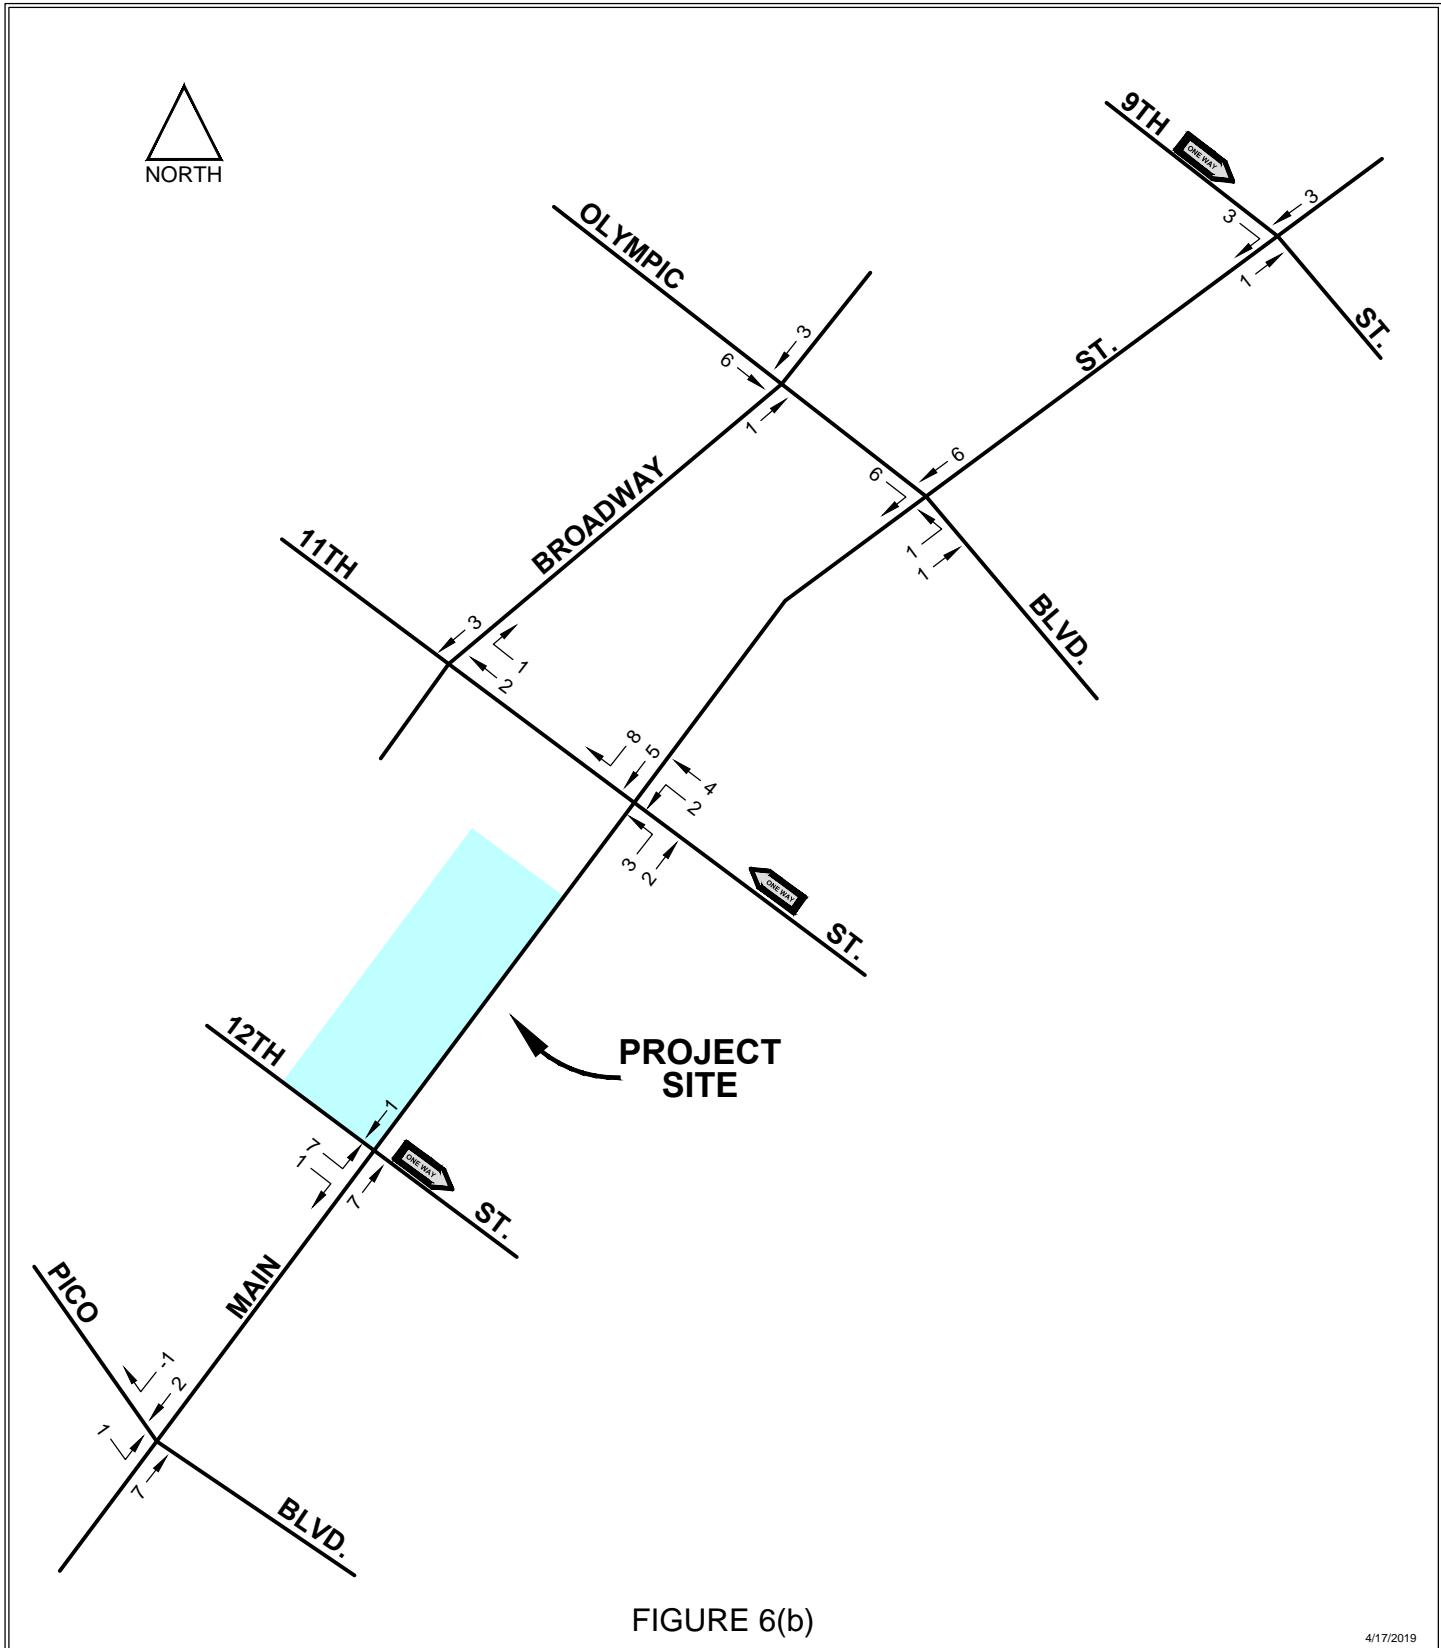 NORTH
9TH
ONE WAY
3
3
1
ST.
OLYMPIC
3
6
1
ST.
6
6
1
1
BLVD.
BROADWAY
11TH
3
1
2
8
5
4
2
3
2
ONE WAY
ST.
PROJECT
SITE
12TH
1
7
1
7
ONE WAY
ST.
MAIN
PICO
-1
2
1
7
BLVD.
FIGURE 6(b)
4/17/2019